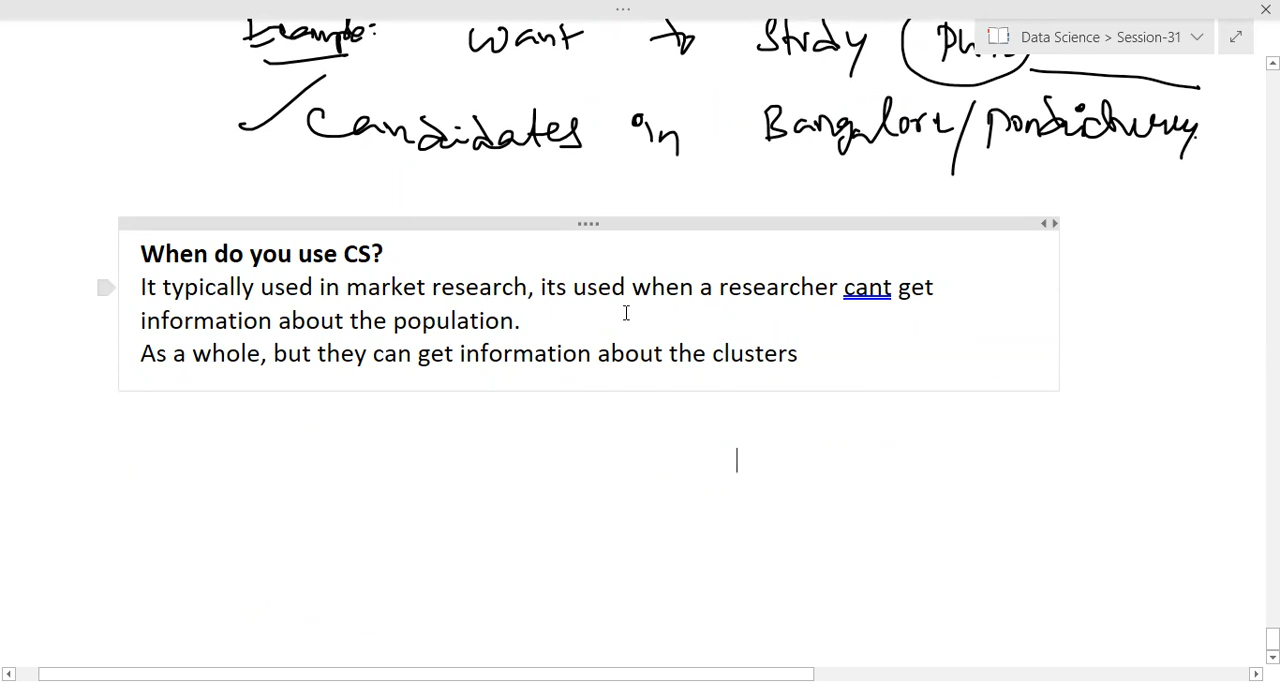 Data Science > Session-31
Example: want to Study
Candidates in Bangalore/Pondicherry
When do you use CS?
It typically used in market research, its used when a researcher cant get
information about the population.
As a whole, but they can get information about the clusters